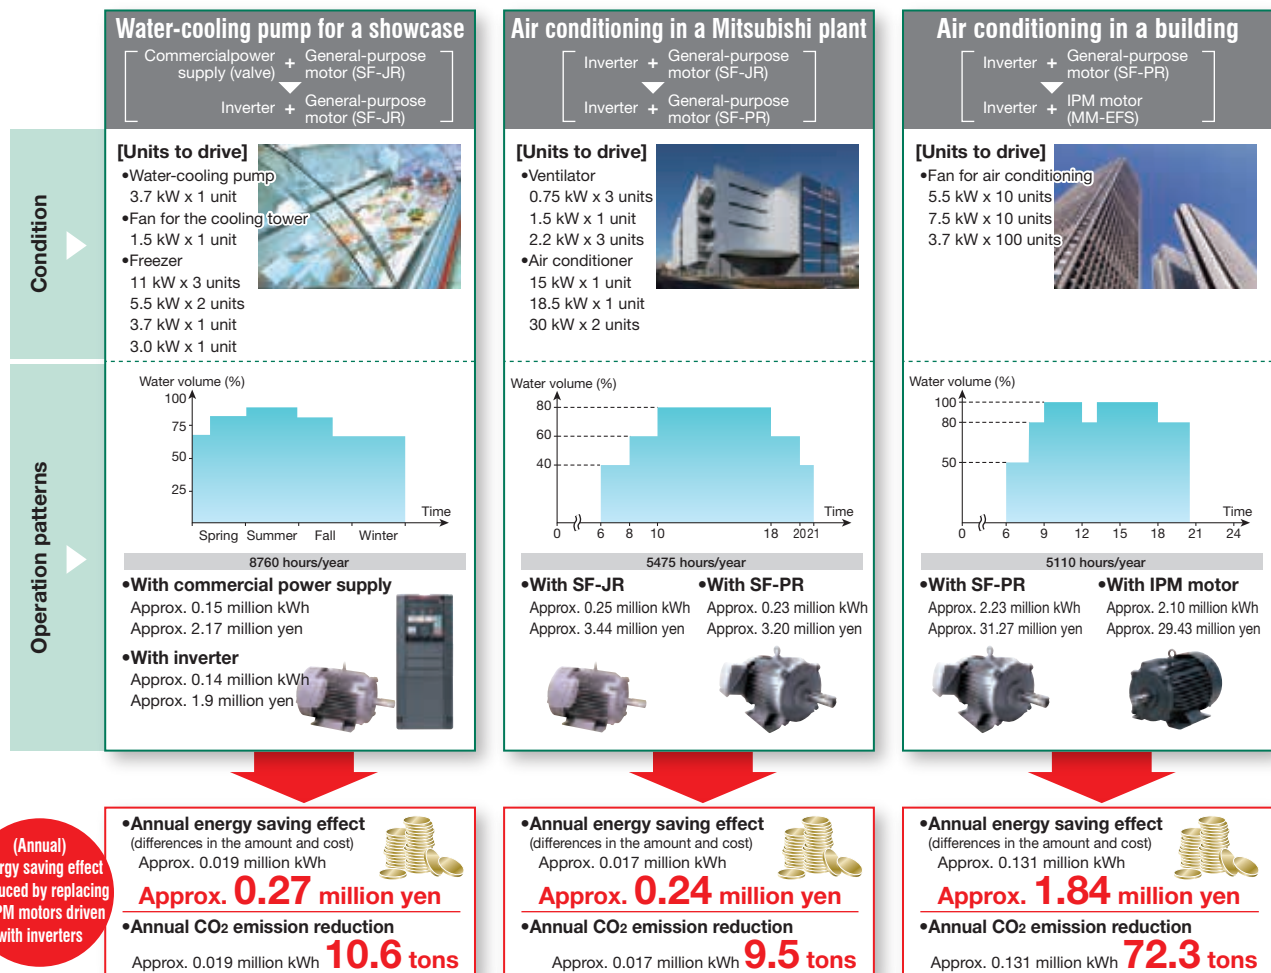 Water-cooling pump for a showcase
Commercialpower supply (valve) + General-purpose motor (SF-JR)
Inverter + General-purpose motor (SF-JR)
Air conditioning in a Mitsubishi plant
Inverter + General-purpose motor (SF-JR)
Inverter + General-purpose motor (SF-PR)
Air conditioning in a building
Inverter + General-purpose motor (SF-PR)
Inverter + IPM motor (MM-EFS)
Condition
[Units to drive]
•Water-cooling pump
3.7 kW x 1 unit
•Fan for the cooling tower
1.5 kW x 1 unit
•Freezer
11 kW x 3 units
5.5 kW x 2 units
3.7 kW x 1 unit
3.0 kW x 1 unit
[Units to drive]
•Ventilator
0.75 kW x 3 units
1.5 kW x 1 unit
2.2 kW x 3 units
•Air conditioner
15 kW x 1 unit
18.5 kW x 1 unit
30 kW x 2 units
[Units to drive]
•Fan for air conditioning
5.5 kW x 10 units
7.5 kW x 10 units
3.7 kW x 100 units
Operation patterns
Water volume (%)
100
75
50
25
Time
Spring Summer Fall Winter
8760 hours/year
•With commercial power supply
Approx. 0.15 million kWh
Approx. 2.17 million yen
•With inverter
Approx. 0.14 million kWh
Approx. 1.9 million yen
Water volume (%)
80
60
40
Time
0 6 8 10 18 2021
5475 hours/year
•With SF-JR
Approx. 0.25 million kWh
Approx. 3.44 million yen
•With SF-PR
Approx. 0.23 million kWh
Approx. 3.20 million yen
Water volume (%)
100
80
50
Time
0 6 9 12 15 18 21 24
5110 hours/year
•With SF-PR
Approx. 2.23 million kWh
Approx. 31.27 million yen
•With IPM motor
Approx. 2.10 million kWh
Approx. 29.43 million yen
(Annual)
rgy saving effect
uced by replacing
PM motors driven
with inverters
•Annual energy saving effect
(differences in the amount and cost)
Approx. 0.019 million kWh
Approx. 0.27 million yen
•Annual CO2 emission reduction
Approx. 0.019 million kWh 10.6 tons
•Annual energy saving effect
(differences in the amount and cost)
Approx. 0.017 million kWh
Approx. 0.24 million yen
•Annual CO2 emission reduction
Approx. 0.017 million kWh 9.5 tons
•Annual energy saving effect
(differences in the amount and cost)
Approx. 0.131 million kWh
Approx. 1.84 million yen
•Annual CO2 emission reduction
Approx. 0.131 million kWh 72.3 tons